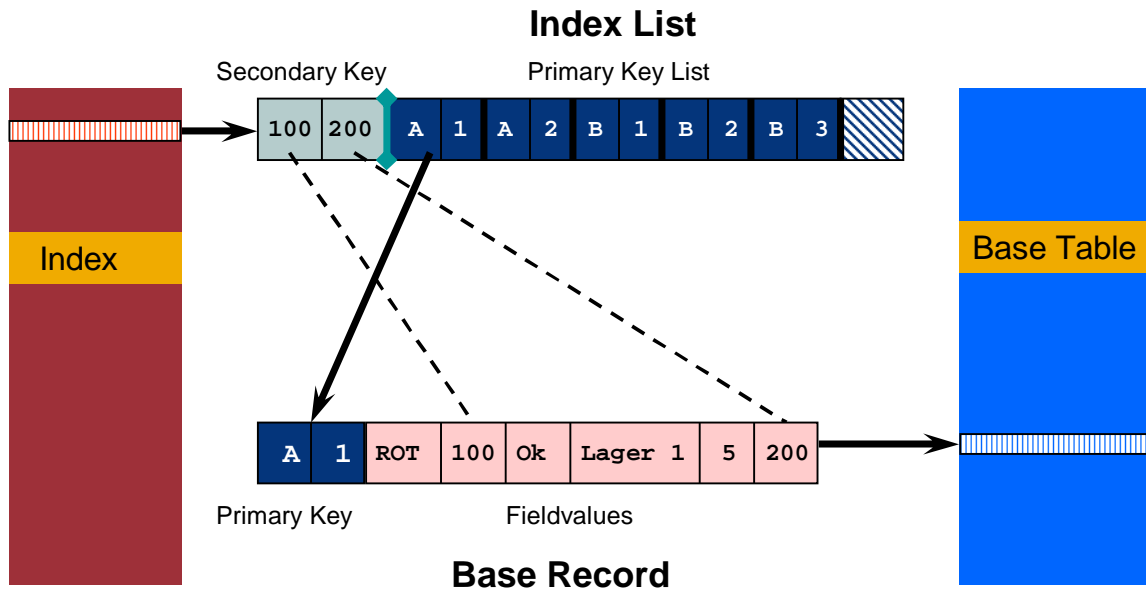 Index List
Secondary Key Primary Key List
100 200 A 1 A 2 B 1 B 2 B 3
Index
Base Table
A 1 ROT 100 Ok Lager 1 5 200
Primary Key Fieldvalues
Base Record